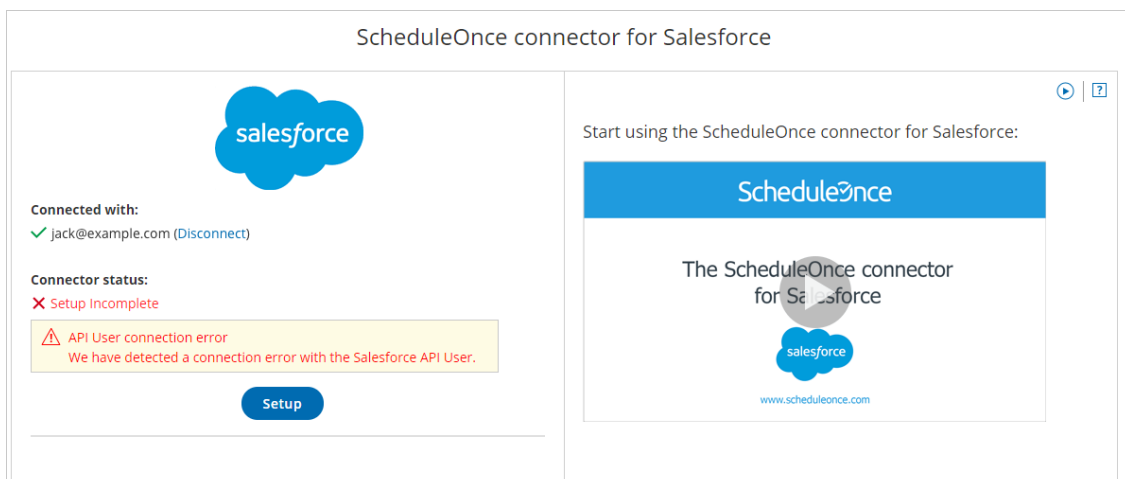 ScheduleOnce connector for Salesforce
salesforce
Connected with:
jack@example.com (Disconnect)
Connector status:
Setup Incomplete
API User connection error
We have detected a connection error with the Salesforce API User.
Setup
?
Start using the ScheduleOnce connector for Salesforce:
ScheduleOnce
The ScheduleOnce connector
for Salesforce
salesforce
www.scheduleonce.com